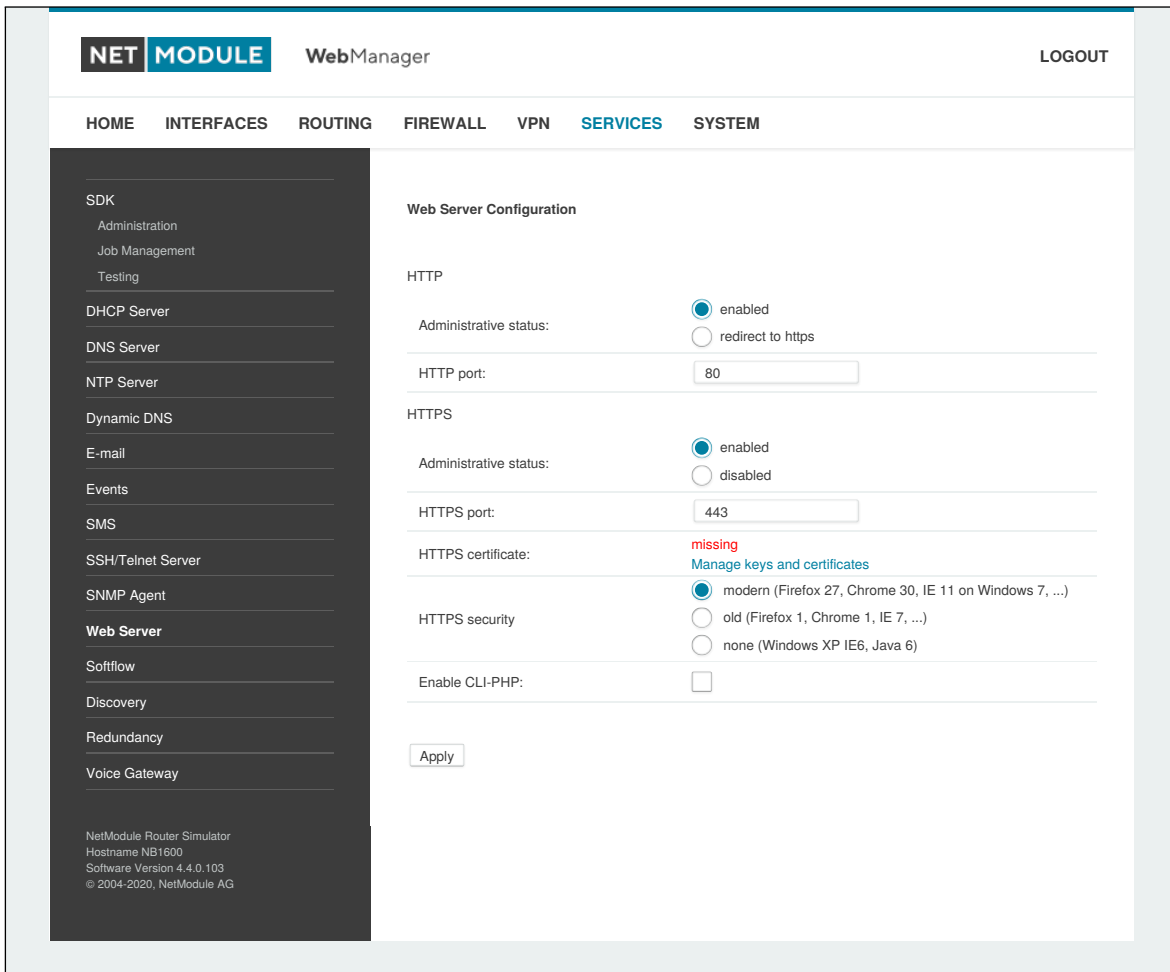 NET MODULE WebManager LOGOUT
HOME INTERFACES ROUTING FIREWALL VPN SERVICES SYSTEM
SDK
Administration
Job Management
Testing
DHCP Server
DNS Server
NTP Server
Dynamic DNS
E-mail
Events
SMS
SSH/Telnet Server
SNMP Agent
Web Server
Softflow
Discovery
Redundancy
Voice Gateway
NetModule Router Simulator
Hostname NB1600
Software Version 4.4.0.103
© 2004-2020, NetModule AG
Web Server Configuration
HTTP
Administrative status:
enabled
redirect to https
HTTP port: 80
HTTPS
Administrative status:
enabled
disabled
HTTPS port: 443
HTTPS certificate:
missing
Manage keys and certificates
HTTPS security
modern (Firefox 27, Chrome 30, IE 11 on Windows 7, ...)
old (Firefox 1, Chrome 1, IE 7, ...)
none (Windows XP IE6, Java 6)
Enable CLI-PHP:
Apply